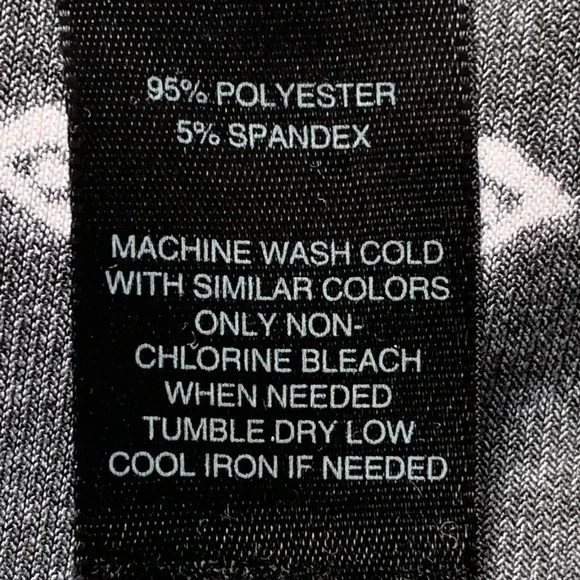 95% POLYESTER
5% SPANDEX
MACHINE WASH COLD
WITH SIMILAR COLORS
ONLY NON-
CHLORINE BLEACH
WHEN NEEDED
TUMBLE DRY LOW
COOL IRON IF NEEDED